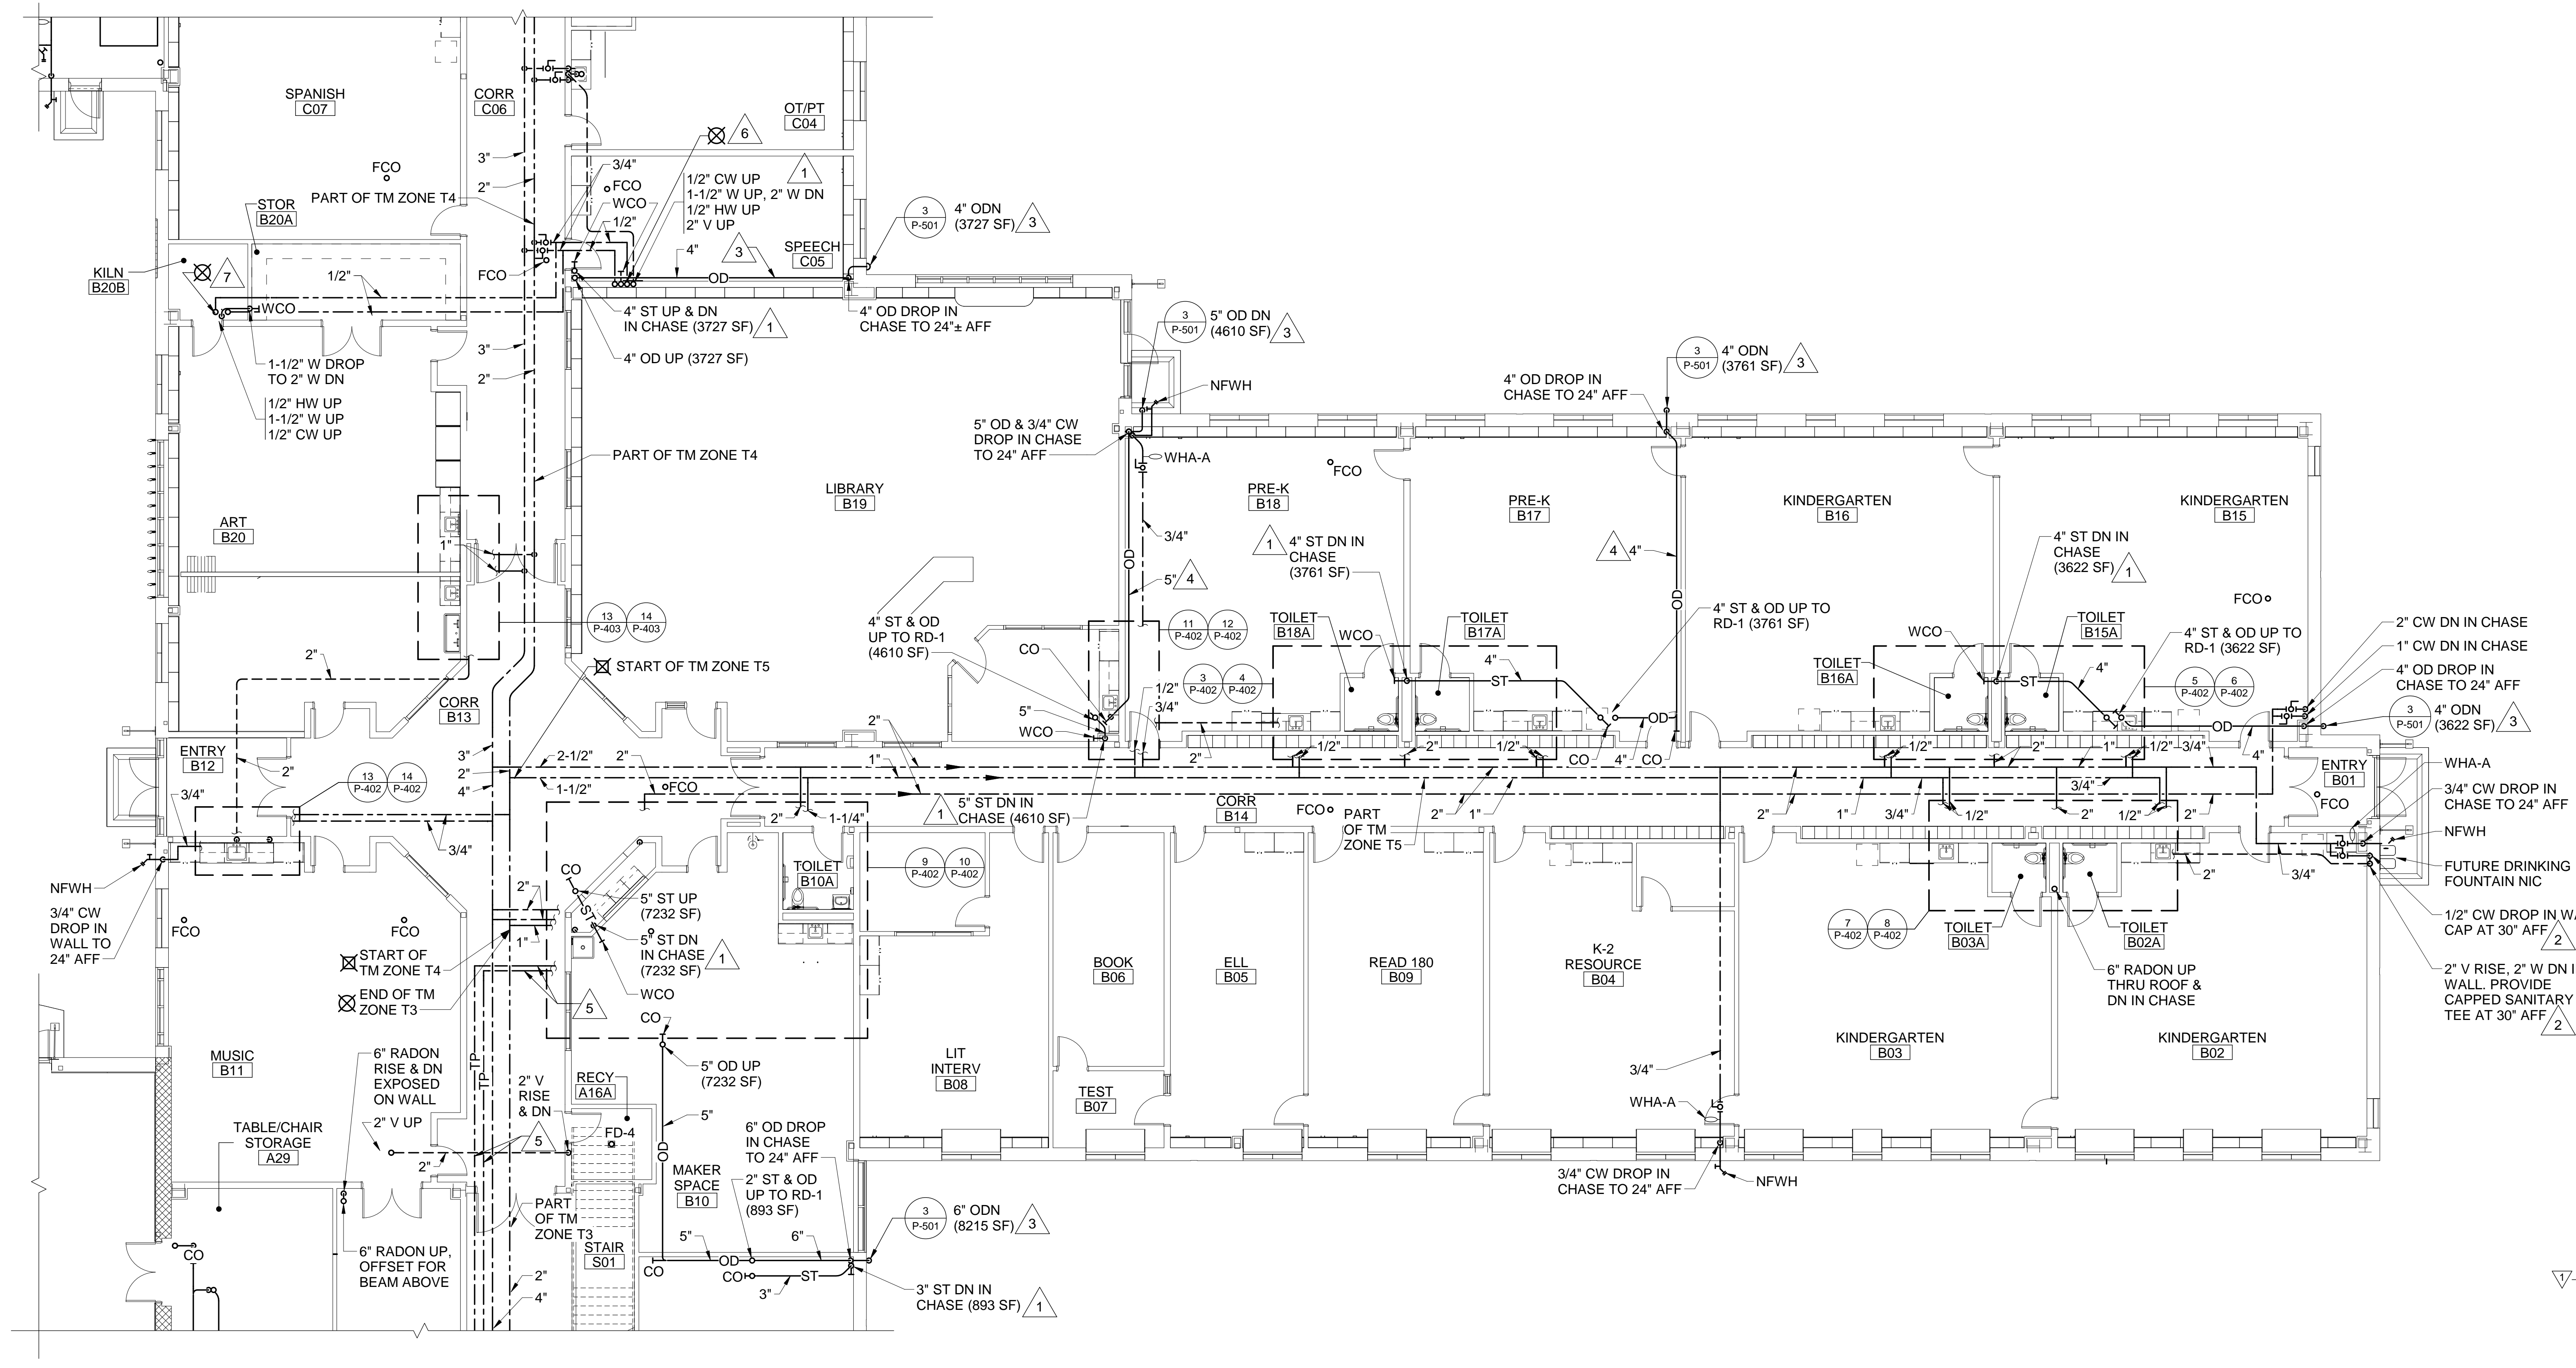 SPANISH
C07
CORR
C06
OT/PT
C04
FCO
3"
2"
PART OF TM ZONE T4
STOR
B20A
KILN
B20B
7
1/2"
WCO
FCO
6
3/4"
FCO
WCO
1/2"
1/2" CW UP
1-1/2" W UP, 2" W DN
1/2" HW UP
2" V UP
1
3
4"
SPEECH
C05
OD
3
P-501
4" ODN
(3727 SF)
3
4" ST UP & DN
IN CHASE (3727 SF)
1
4" OD UP (3727 SF)
4" OD DROP IN
CHASE TO 24"± AFF
1-1/2" W DROP
TO 2" W DN
1/2" HW UP
1-1/2" W UP
1/2" CW UP
3"
2"
3
P-501
5" OD DN
(4610 SF)
3
NFWH
5" OD & 3/4" CW
DROP IN CHASE
TO 24" AFF
WHA-A
3
P-501
4" ODN
(3761 SF)
3
4" OD DROP IN
CHASE TO 24" AFF
PART OF TM ZONE T4
LIBRARY
B19
ART
B20
1"
13
P-403
14
P-403
PRE-K
B18
FCO
PRE-K
B17
KINDERGARTEN
B16
KINDERGARTEN
B15
3/4"
OD
5"
4
1
4" ST DN IN
CHASE
(3761 SF)
4
4"
OD
4" ST DN IN
CHASE
(3622 SF)
1
FCO
4" ST & OD
UP TO RD-1
(4610 SF)
CO
5"
WCO
11
P-402
12
P-402
3
P-402
4
P-402
1/2"
3/4"
TOILET
B18A
WCO
TOILET
B17A
4"
ST
4" ST & OD UP TO
RD-1 (3761 SF)
OD
CO
4"
CO
WCO
TOILET
B16A
TOILET
B15A
4"
ST
4" ST & OD UP TO
RD-1 (3622 SF)
5
P-402
6
P-402
OD
4"
2" CW DN IN CHASE
1" CW DN IN CHASE
4" OD DROP IN
CHASE TO 24" AFF
3
P-501
4" ODN
(3622 SF)
3
START OF TM ZONE T5
2"
CORR
B13
ENTRY
B12
2"
3/4"
13
P-402
14
P-402
3"
2"
4"
3/4"
2-1/2"
1-1/2"
2"
FCO
2"
1-1/4"
1"
2"
2"
1/2"
2"
1/2"
2"
1"
1
5" ST DN IN
CHASE (4610 SF)
CORR
B14
FCO
PART
OF TM
ZONE T5
2"
1"
1/2"
2"
1"
1/2"
3/4"
3/4"
1/2"
2"
1/2"
2"
1"
3/4"
2"
ENTRY
B01
FCO
WHA-A
3/4" CW DROP IN
CHASE TO 24" AFF
NFWH
FUTURE DRINKING
FOUNTAIN NIC
2"
3/4"
2
CAP AT 30" AFF
WALL. PROVIDE
CAPPED SANITARY
TEE AT 30" AFF
2
NFWH
3/4" CW
DROP IN
WALL TO
24" AFF
FCO
FCO
START OF
TM ZONE T4
END OF TM
ZONE T3
2"
1"
CO
ST
5" ST UP
(7232 SF)
5" ST DN
IN CHASE
(7232 SF)
1
WCO
5
TOILET
B10A
9
P-402
10
P-402
CO
5" OD UP
(7232 SF)
5"
OD
BOOK
B06
ELL
B05
READ 180
B09
K-2
RESOURCE
B04
7
P-402
8
P-402
TOILET
B03A
TOILET
B02A
6" RADON UP
THRU ROOF &
DN IN CHASE
KINDERGARTEN
B03
KINDERGARTEN
B02
MUSIC
B11
6" RADON
RISE & DN
EXPOSED
ON WALL
2" V UP
TP
TP
2" V
RISE
& DN
RECY
A16A
FD-4
LIT
INTERV
B08
TEST
B07
3/4"
WHA-A
TABLE/CHAIR
STORAGE
A29
2"
5
MAKER
SPACE
B10
6" OD DROP
IN CHASE
TO 24" AFF
2" ST & OD
UP TO RD-1
(893 SF)
3/4" CW DROP IN
CHASE TO 24" AFF
NFWH
PART
OF TM
ZONE T3
STAIR
S01
3
P-501
6" ODN
(8215 SF)
3
CO
6" RADON UP,
OFFSET FOR
BEAM ABOVE
2"
4"
CO
5"
OD
6"
CO
ST
3"
3" ST DN IN
CHASE (893 SF)
1
1